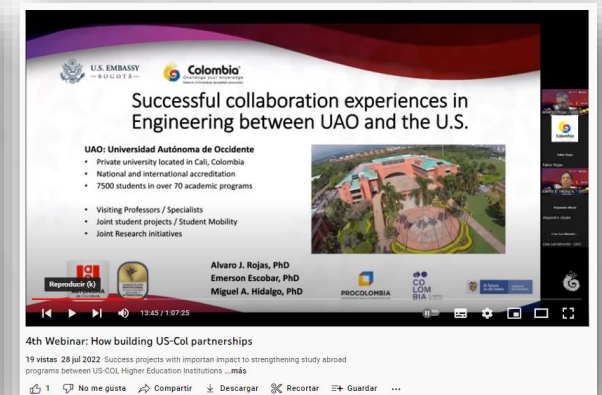 U.S. EMBASSY
— BOGOTÁ —
Colombia
Challenge your knowledge
Successful collaboration experiences in
Engineering between UAO and the U.S.
UAO: Universidad Autónoma de Occidente
• Private university located in Cali, Colombia
• National and international accreditation
• 7500 students in over 70 academic programs
• Visiting Professors / Specialists
• Joint student projects / Student Mobility
• Joint Research initiatives
Alvaro J. Rojas, PhD
Emerson Escobar, PhD
Miguel A. Hidalgo, PhD
Reproducir (k)
de Occidente
PROCOLOMBIA
CO
LOM
BIA
Colombia
13:45 / 1:07:25
4th Webinar: How building US-Col partnerships
19 vistas 28 jul 2022 Success projects with importan impact to strengthening study abroad
programs between US-COL Higher Education Institutions ...más
1 No me gusta Compartir Descargar Recortar Guardar ...